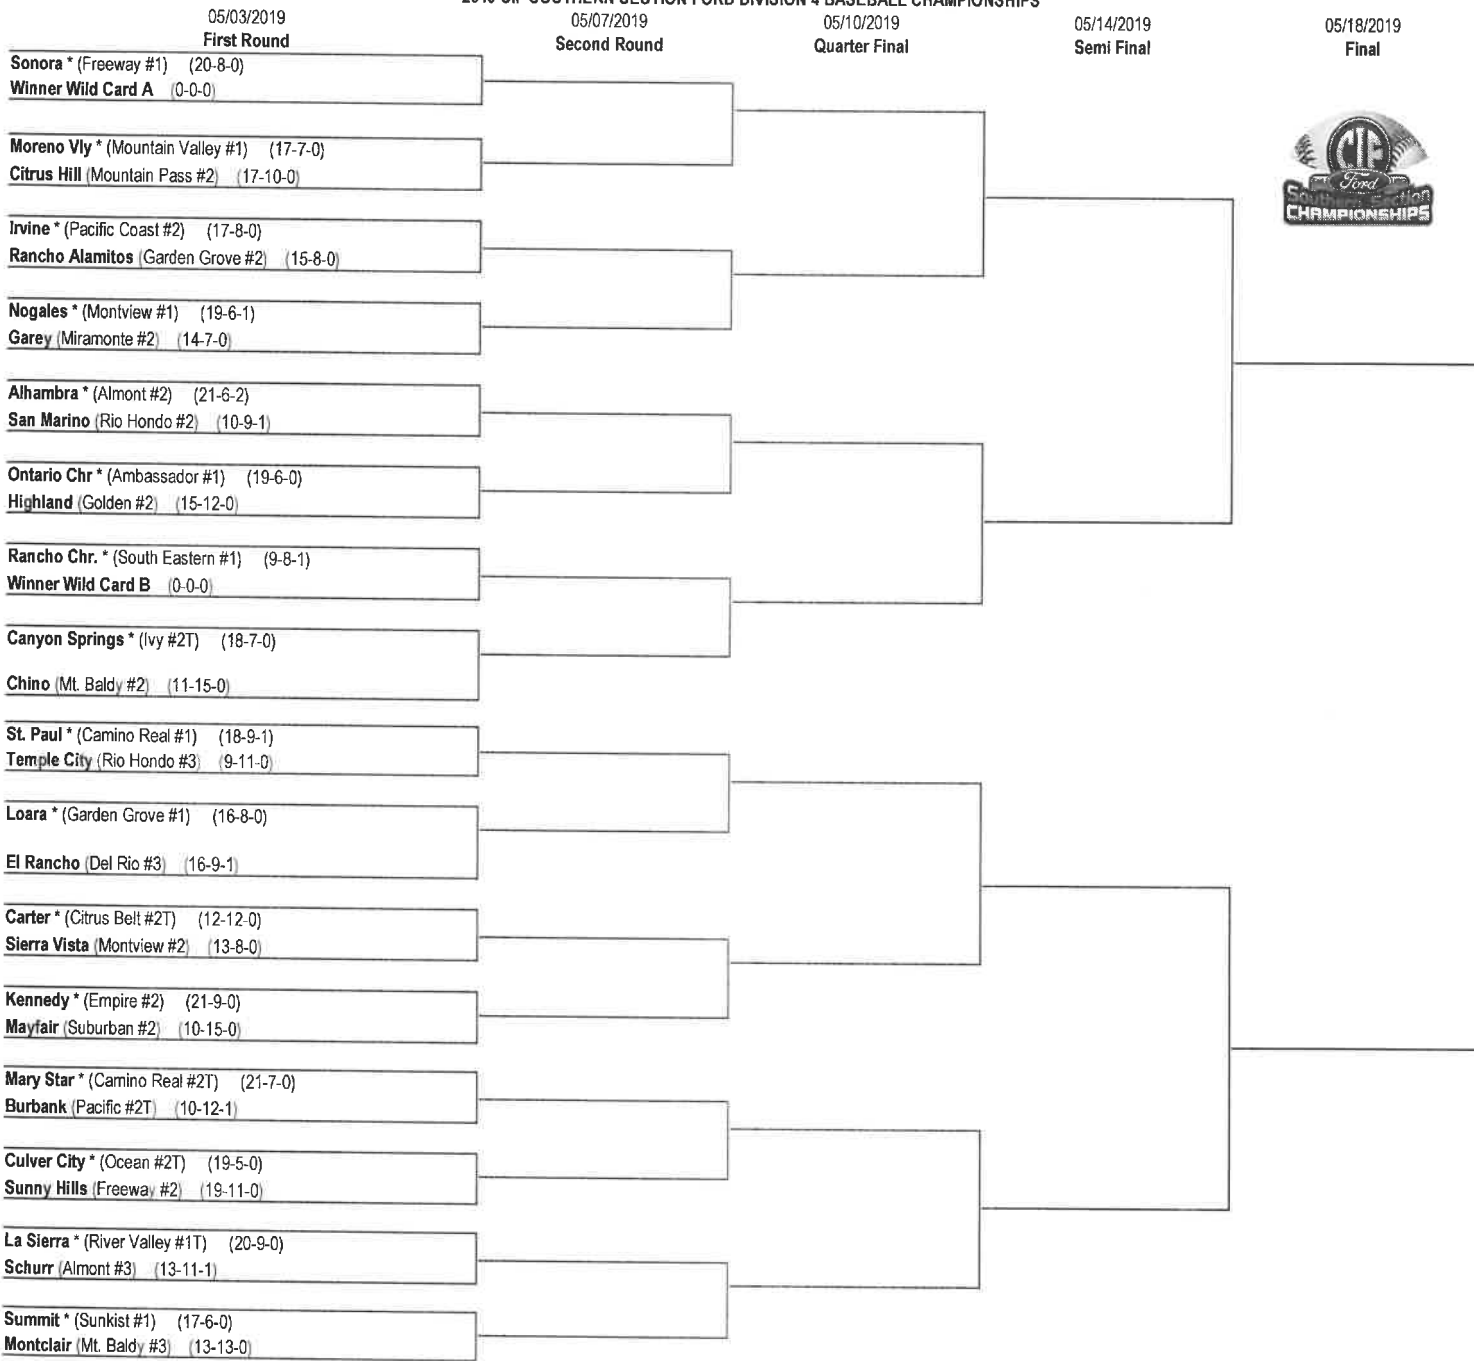 05/03/2019
First Round
05/07/2019
Second Round
05/10/2019
Quarter Final
05/14/2019
Semi Final
05/18/2019
Final
Sonora * (Freeway #1) (20-8-0)
Winner Wild Card A (0-0-0)
Moreno Vly * (Mountain Valley #1) (17-7-0)
Citrus Hill (Mountain Pass #2) (17-10-0)
Irvine * (Pacific Coast #2) (17-8-0)
Rancho Alamitos (Garden Grove #2) (15-8-0)
Nogales * (Montview #1) (19-6-1)
Garey (Miramonte #2) (14-7-0)
Alhambra * (Almont #2) (21-6-2)
San Marino (Rio Hondo #2) (10-9-1)
Ontario Chr * (Ambassador #1) (19-6-0)
Highland (Golden #2) (15-12-0)
Rancho Chr. * (South Eastern #1) (9-8-1)
Winner Wild Card B (0-0-0)
Canyon Springs * (Ivy #2T) (18-7-0)
Chino (Mt. Baldy #2) (11-15-0)
St. Paul * (Camino Real #1) (18-9-1)
Temple City (Rio Hondo #3) (9-11-0)
Loara * (Garden Grove #1) (16-8-0)
El Rancho (Del Rio #3) (16-9-1)
Carter * (Citrus Belt #2T) (12-12-0)
Sierra Vista (Montview #2) (13-8-0)
Kennedy * (Empire #2) (21-9-0)
Mayfair (Suburban #2) (10-15-0)
Mary Star * (Camino Real #2T) (21-7-0)
Burbank (Pacific #2T) (10-12-1)
Culver City * (Ocean #2T) (19-5-0)
Sunny Hills (Freeway #2) (19-11-0)
La Sierra * (River Valley #1T) (20-9-0)
Schurr (Almont #3) (13-11-1)
Summit * (Sunkist #1) (17-6-0)
Montclair (Mt. Baldy #3) (13-13-0)
CIF
Ford
Southern Section
CHAMPIONSHIPS